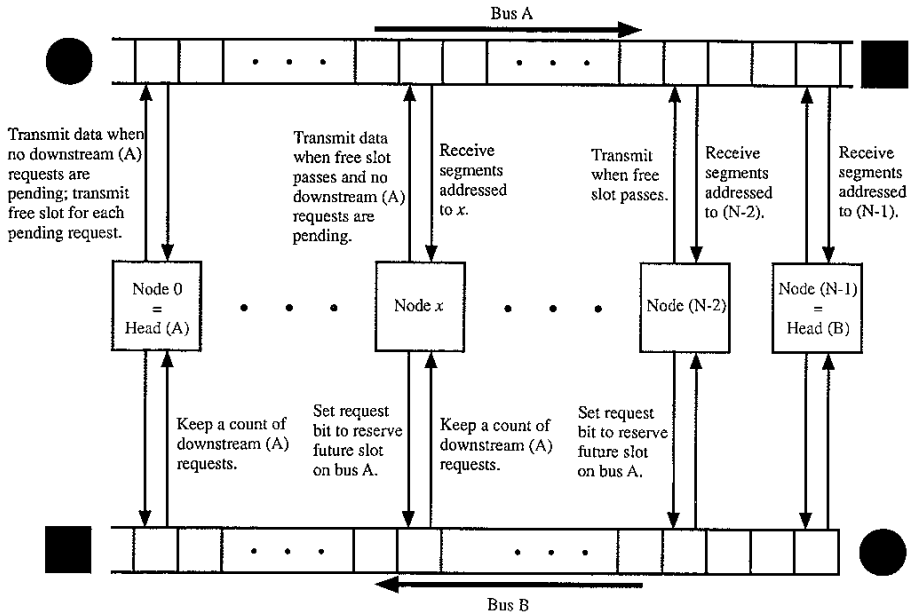 Bus A
Transmit data when
no downstream (A)
requests are
pending; transmit
free slot for each
pending request.
Transmit data
when free slot
passes and no
downstream (A)
requests are
pending.
Receive
segments
addressed
to x.
Transmit
when free
slot passes.
Receive
segments
addressed
to (N-2).
Receive
segments
addressed
to (N-1).
Node 0
=
Head (A)
Node x
Node (N-2)
Node (N-1)
=
Head (B)
Keep a count of
downstream (A)
requests.
Set request
bit to reserve
future slot
on bus A.
Keep a count of
downstream (A)
requests.
Set request
bit to reserve
future slot
on bus A.
Bus B